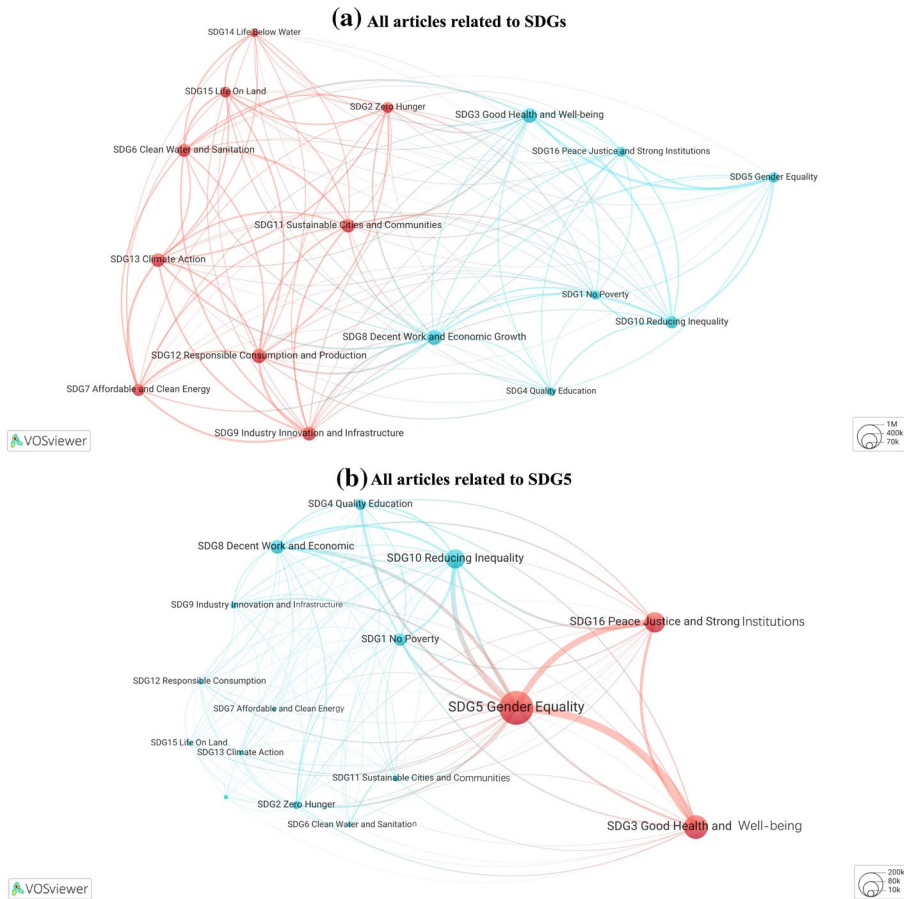 (a) All articles related to SDGs
SDG14 Life Below Water
SDG15 Life On Land
SDG2 Zero Hunger
SDG3 Good Health and Well-being
SDG6 Clean Water and Sanitation
SDG16 Peace Justice and Strong Institutions
SDG5 Gender Equality
SDG11 Sustainable Cities and Communities
SDG13 Climate Action
SDG1 No Poverty
SDG10 Reducing Inequality
SDG8 Decent Work and Economic Growth
SDG12 Responsible Consumption and Production
SDG7 Affordable and Clean Energy
SDG4 Quality Education
SDG9 Industry Innovation and Infrastructure
VOSviewer
1M
400k
70k
(b) All articles related to SDG5
SDG4 Quality Education
SDG8 Decent Work and Economic
SDG10 Reducing Inequality
SDG9 Industry Innovation and Infrastructure
SDG16 Peace Justice and Strong Institutions
SDG1 No Poverty
SDG12 Responsible Consumption
SDG7 Affordable and Clean Energy
SDG5 Gender Equality
SDG15 Life On Land
SDG13 Climate Action
SDG11 Sustainable Cities and Communities
SDG2 Zero Hunger
SDG6 Clean Water and Sanitation
SDG3 Good Health and Well-being
VOSviewer
200k
80k
10k